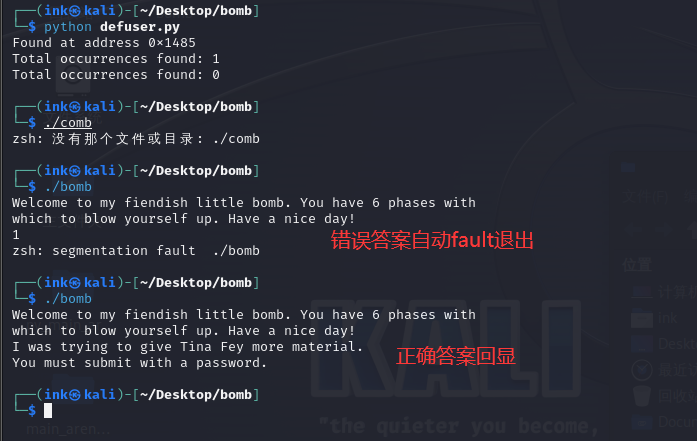 ┌──(ink㉿kali)-[~/Desktop/bomb]
└─$ python defuser.py
Found at address 0×1485
Total occurrences found: 1
Total occurrences found: 0
┌──(ink㉿kali)-[~/Desktop/bomb]
└─$ ./comb
zsh: 没有那个文件或目录: ./comb
┌──(ink㉿kali)-[~/Desktop/bomb]
└─$ ./bomb
Welcome to my fiendish little bomb. You have 6 phases with
which to blow yourself up. Have a nice day!
1
错误答案自动fault退出
zsh: segmentation fault  ./bomb
┌──(ink㉿kali)-[~/Desktop/bomb]
└─$ ./bomb
Welcome to my fiendish little bomb. You have 6 phases with
which to blow yourself up. Have a nice day!
I was trying to give Tina Fey more material.
正确答案回显
You must submit with a password.
┌──(ink㉿kali)-[~/Desktop/bomb]
└─$
位置
ink
KALI
"the quieter you become,
main_aren...